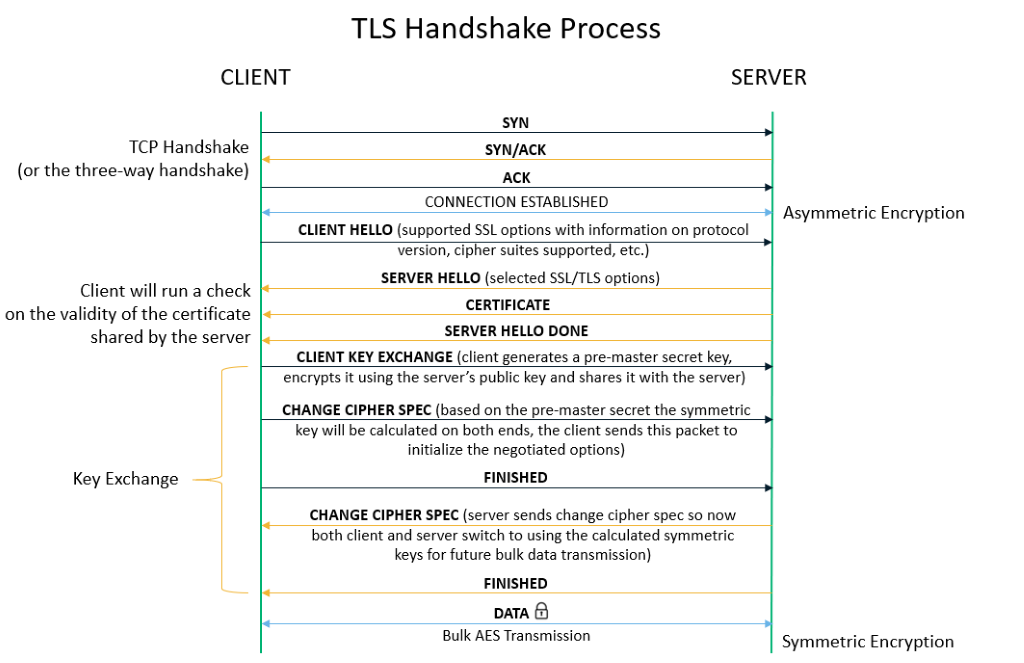 TLS Handshake Process
CLIENT
SERVER
SYN
TCP Handshake
(or the three-way handshake)
SYN/ACK
ACK
CONNECTION ESTABLISHED
Asymmetric Encryption
CLIENT HELLO (supported SSL options with information on protocol
version, cipher suites supported, etc.)
SERVER HELLO (selected SSL/TLS options)
Client will run a check
on the validity of the certificate
shared by the server
CERTIFICATE
SERVER HELLO DONE
CLIENT KEY EXCHANGE (client generates a pre-master secret key,
encrypts it using the server’s public key and shares it with the server)
CHANGE CIPHER SPEC (based on the pre-master secret the symmetric
key will be calculated on both ends, the client sends this packet to
initialize the negotiated options)
Key Exchange
FINISHED
CHANGE CIPHER SPEC (server sends change cipher spec so now
both client and server switch to using the calculated symmetric
keys for future bulk data transmission)
FINISHED
DATA
Bulk AES Transmission
Symmetric Encryption